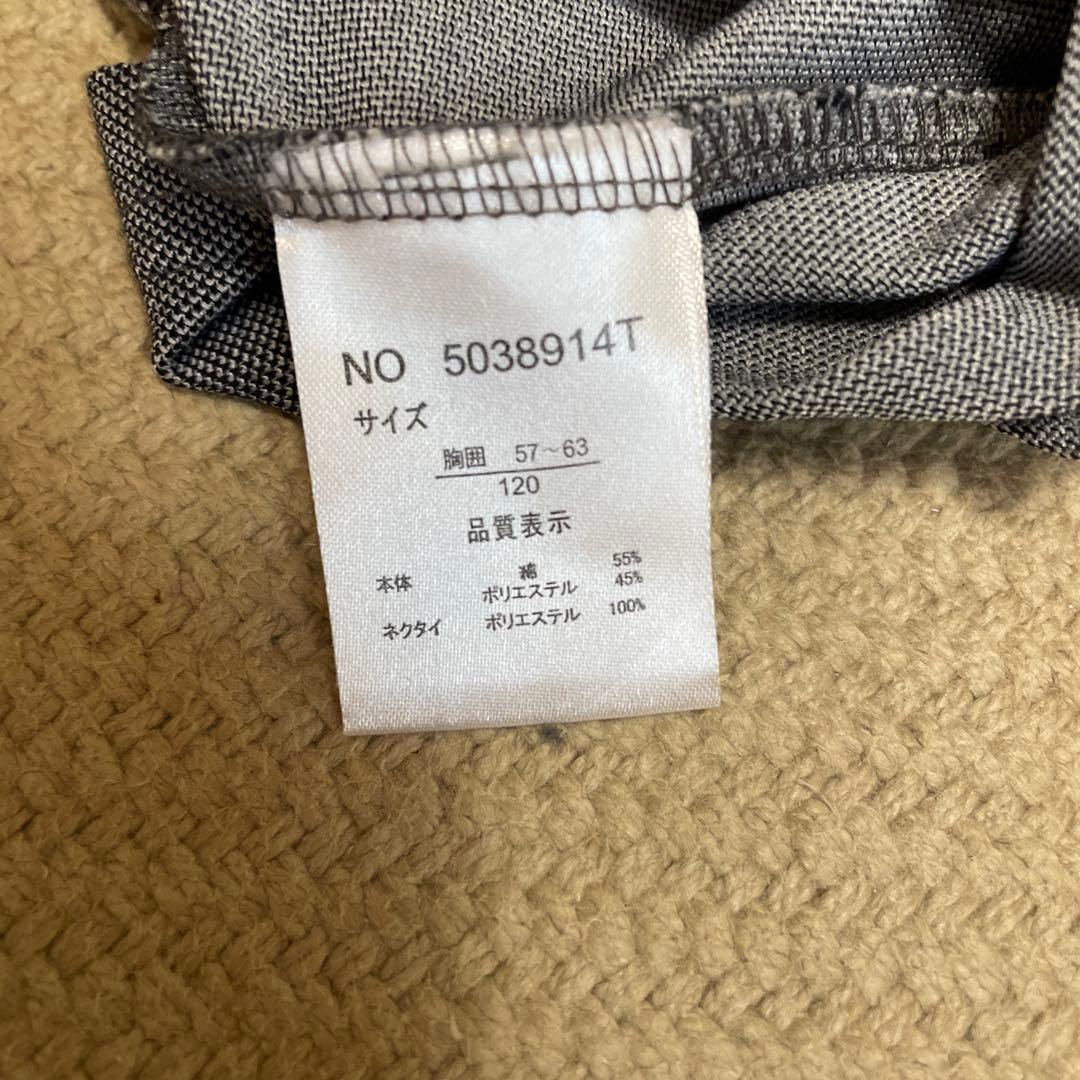 NO 5038914T
サイズ
胸囲 57~63
120
品質表示
本体 綿 55%
ポリエステル 45%
ネクタイ ポリエステル 100%